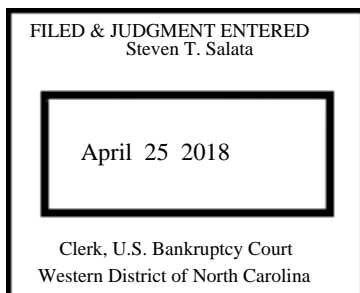 FILED & JUDGMENT ENTERED
Steven T. Salata
April 25 2018
Clerk, U.S. Bankruptcy Court
Western District of North Carolina